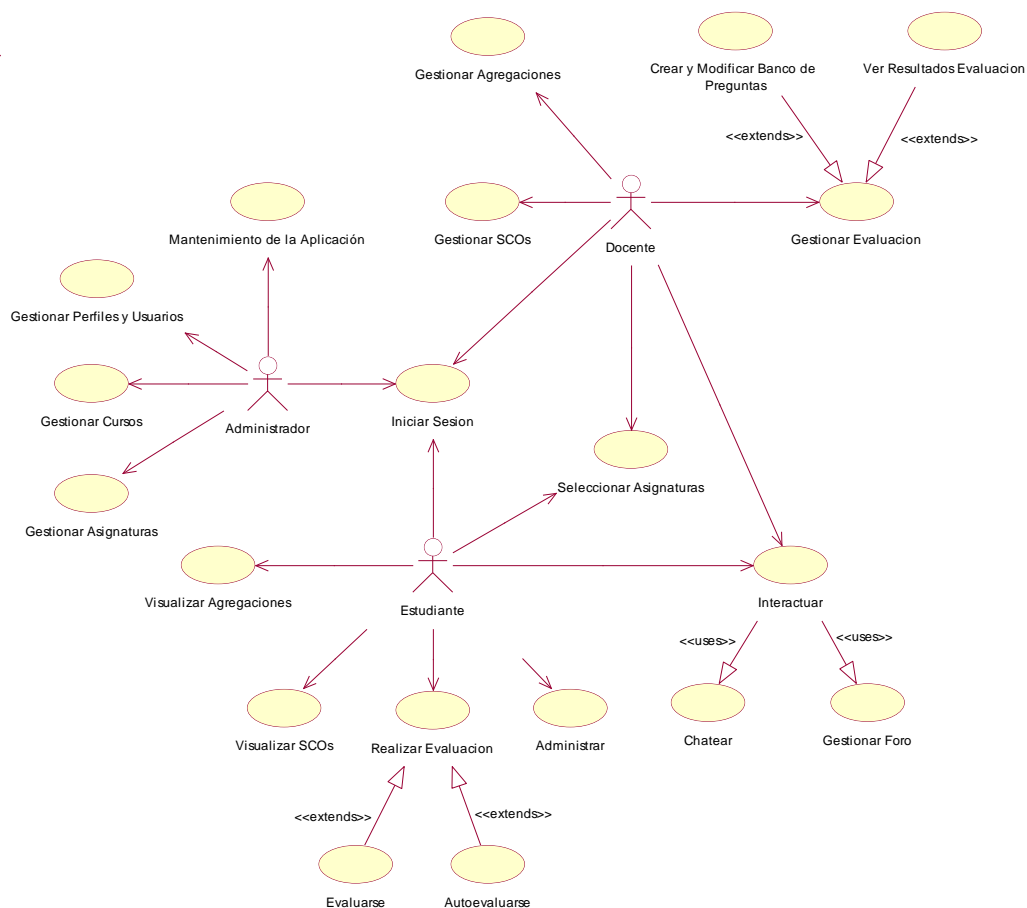 Gestionar Agregaciones
Crear y Modificar Banco de
Preguntas
Ver Resultados Evaluacion
<<extends>>
<<extends>>
Mantenimiento de la Aplicación
Gestionar SCOs
Docente
Gestionar Evaluacion
Gestionar Perfiles y Usuarios
Gestionar Cursos
Administrador
Iniciar Sesion
Gestionar Asignaturas
Seleccionar Asignaturas
Visualizar Agregaciones
Estudiante
Interactuar
<<uses>>
<<uses>>
Visualizar SCOs
Realizar Evaluacion
Administrar
Chatear
Gestionar Foro
<<extends>>
<<extends>>
Evaluarse
Autoevaluarse